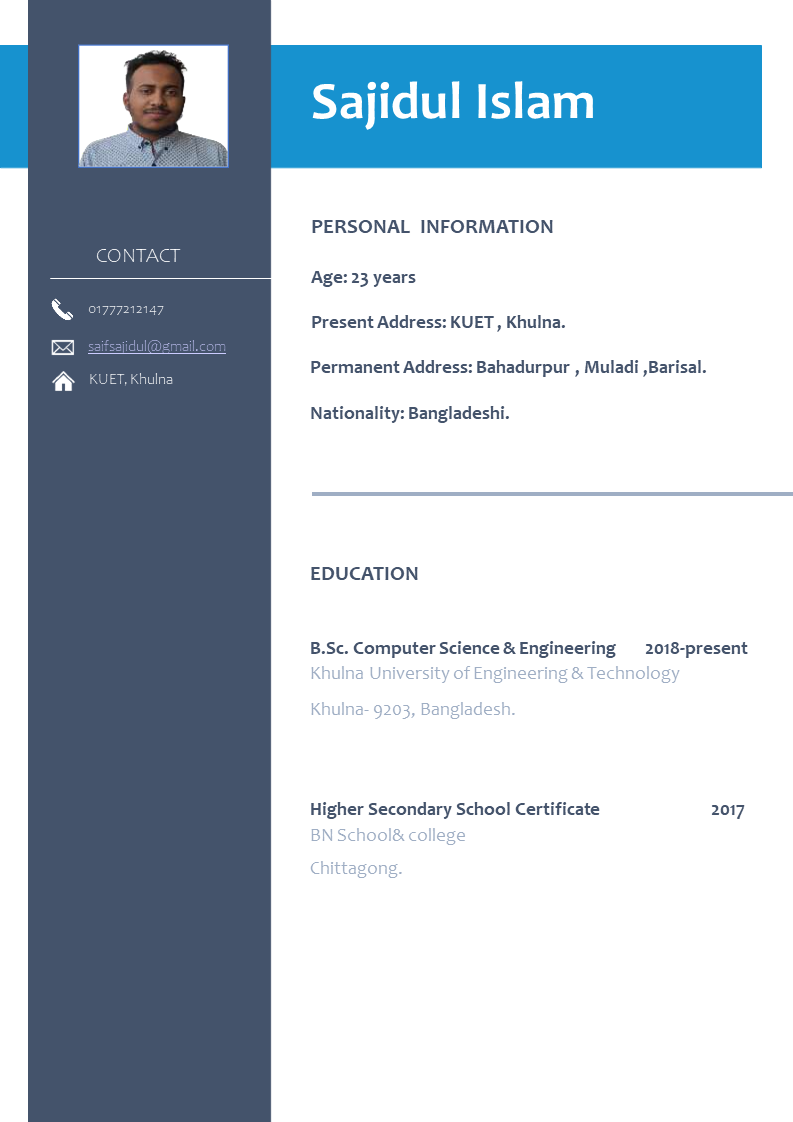 Sajidul Islam
CONTACT
01777212147
saifsajidul@gmail.com
KUET, Khulna
PERSONAL INFORMATION
Age: 23 years
Present Address: KUET , Khulna.
Permanent Address: Bahadurpur , Muladi ,Barisal.
Nationality: Bangladeshi.
EDUCATION
B.Sc. Computer Science & Engineering 2018-present
Khulna University of Engineering & Technology
Khulna- 9203, Bangladesh.
Higher Secondary School Certificate 2017
BN School& college
Chittagong.